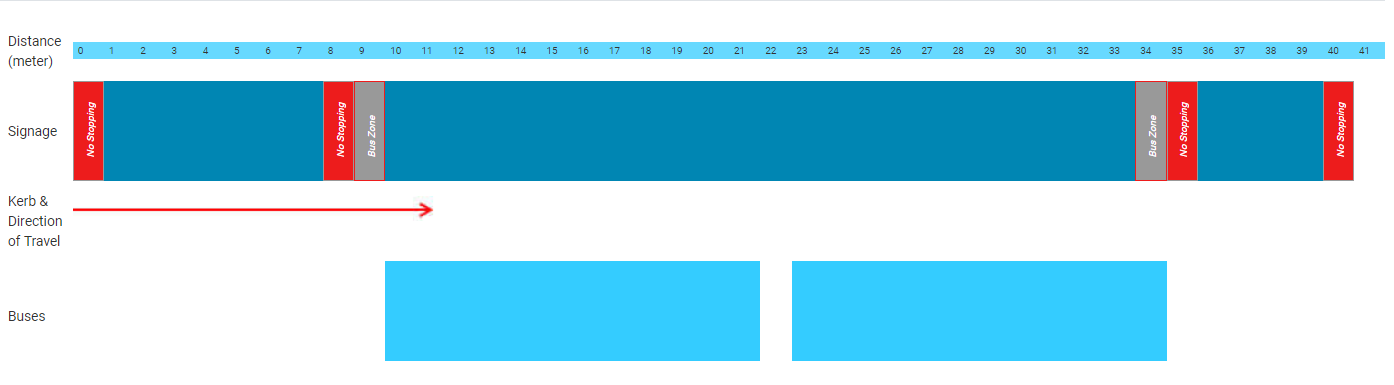 Distance
(meter)
0 1 2 3 4 5 6 7 8 9 10 11 12 13 14 15 16 17 18 19 20 21 22 23 24 25 26 27 28 29 30 31 32 33 34 35 36 37 38 39 40 41
Signage
No Stopping
No Stopping
Bus Zone
Bus Zone
No Stopping
No Stopping
Kerb &
Direction
of Travel
Buses